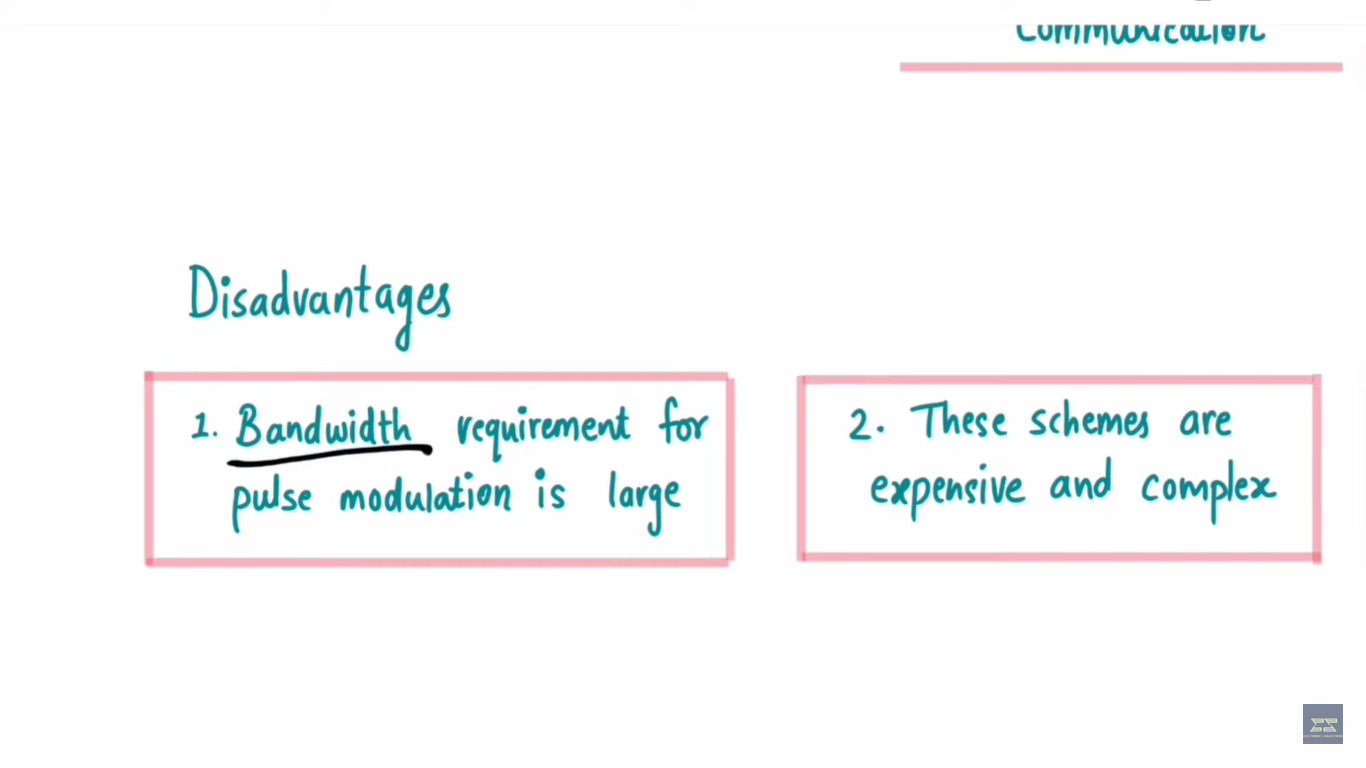 Communication
Disadvantages
1. Bandwidth requirement for
pulse modulation is large
2. These schemes are
expensive and complex